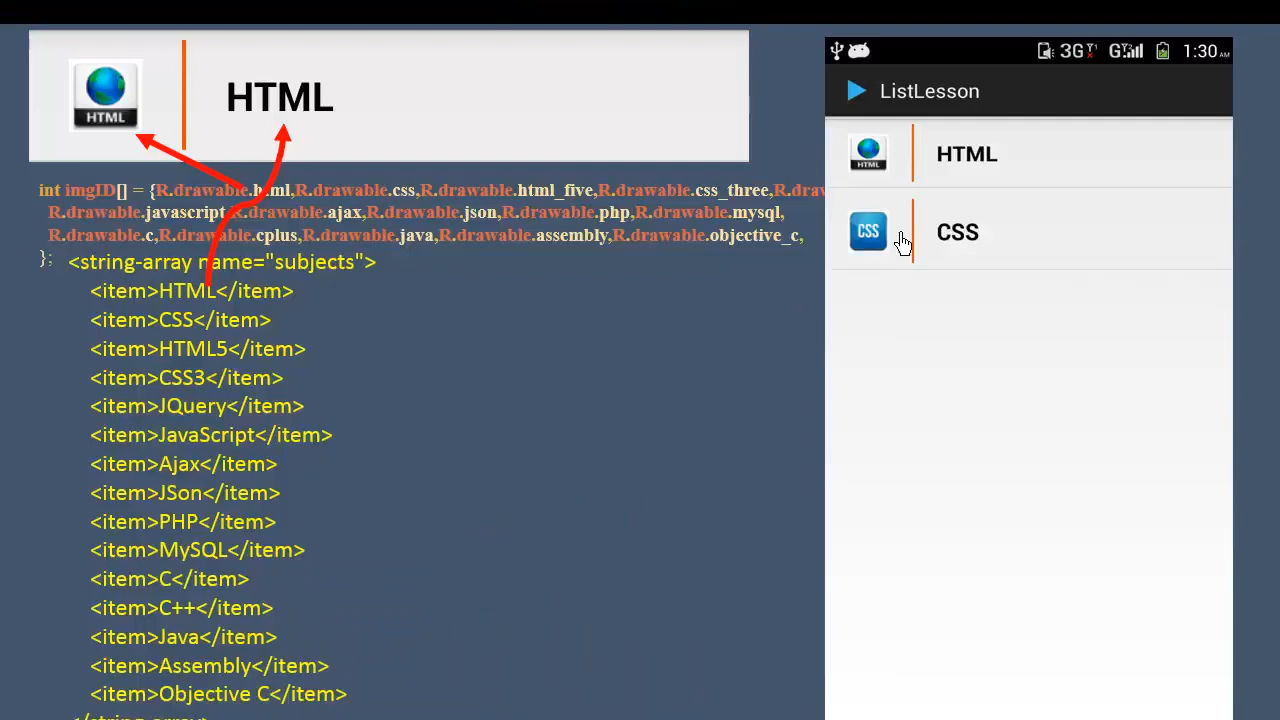 HTML
HTML
int imgID[] = {R.drawable.html,R.drawable.css,R.drawable.html_five,R.drawable.css_three,R.draw
R.drawable.javascript,R.drawable.ajax,R.drawable.json,R.drawable.php,R.drawable.mysql,
R.drawable.c,R.drawable.cplus,R.drawable.java,R.drawable.assembly,R.drawable.objective_c,
};
<string-array name="subjects">
<item>HTML</item>
<item>CSS</item>
<item>HTML5</item>
<item>CSS3</item>
<item>JQuery</item>
<item>JavaScript</item>
<item>Ajax</item>
<item>JSon</item>
<item>PHP</item>
<item>MySQL</item>
<item>C</item>
<item>C++</item>
<item>Java</item>
<item>Assembly</item>
<item>Objective C</item>
</string-array>
3G G 1:30 AM
ListLesson
HTML
HTML
CSS
CSS